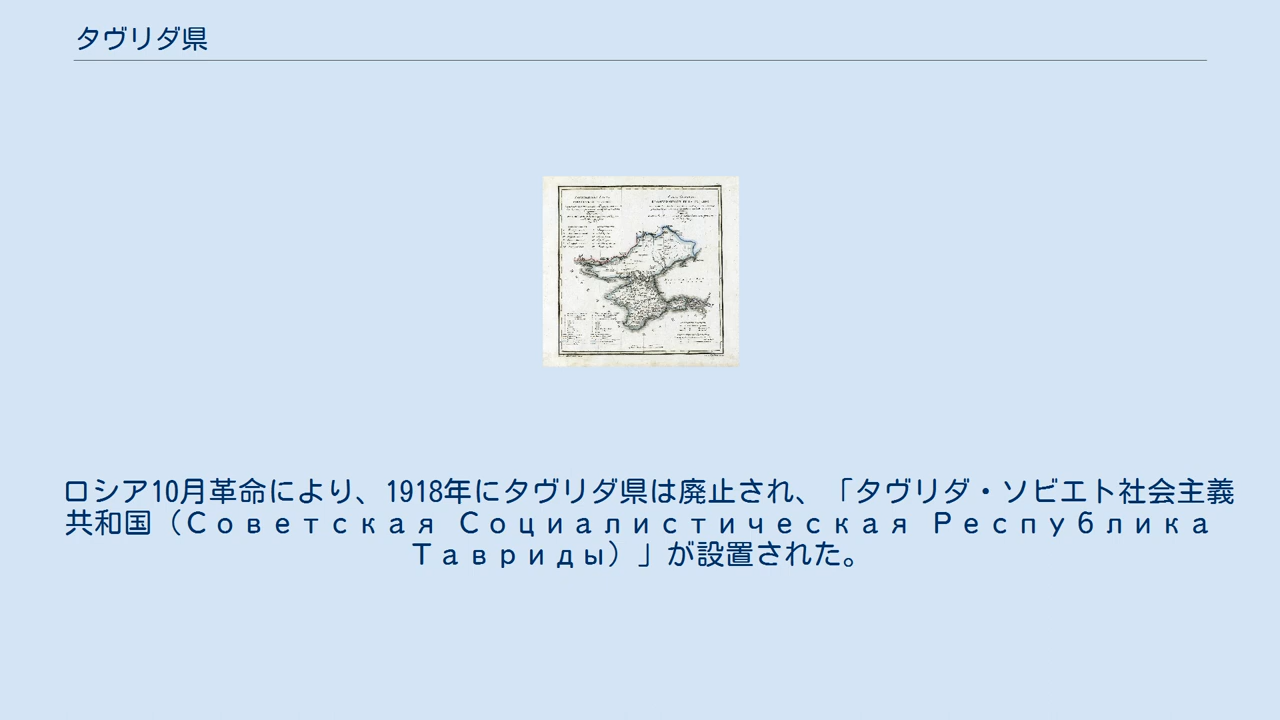 タヴリダ県
ロシア10月革命により、1918年にタヴリダ県は廃止され、「タヴリダ・ソビエト社会主義
共和国（Советская Социалистическая Республика
Тавриды）」が設置された。